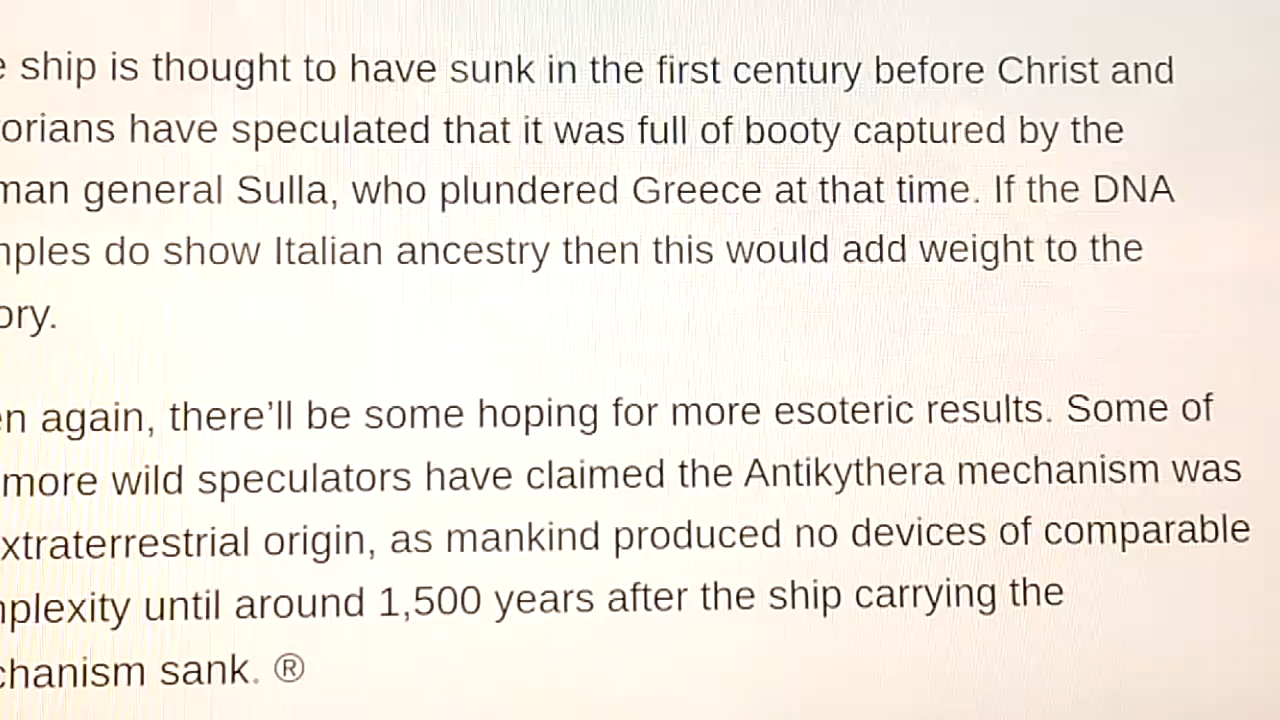 e ship is thought to have sunk in the first century before Christ and
orians have speculated that it was full of booty captured by the
man general Sulla, who plundered Greece at that time. If the DNA
ples do show Italian ancestry then this would add weight to the
ory.
en again, there’ll be some hoping for more esoteric results. Some of
more wild speculators have claimed the Antikythera mechanism was
xtraterrestrial origin, as mankind produced no devices of comparable
plexity until around 1,500 years after the ship carrying the
chanism sank. ®